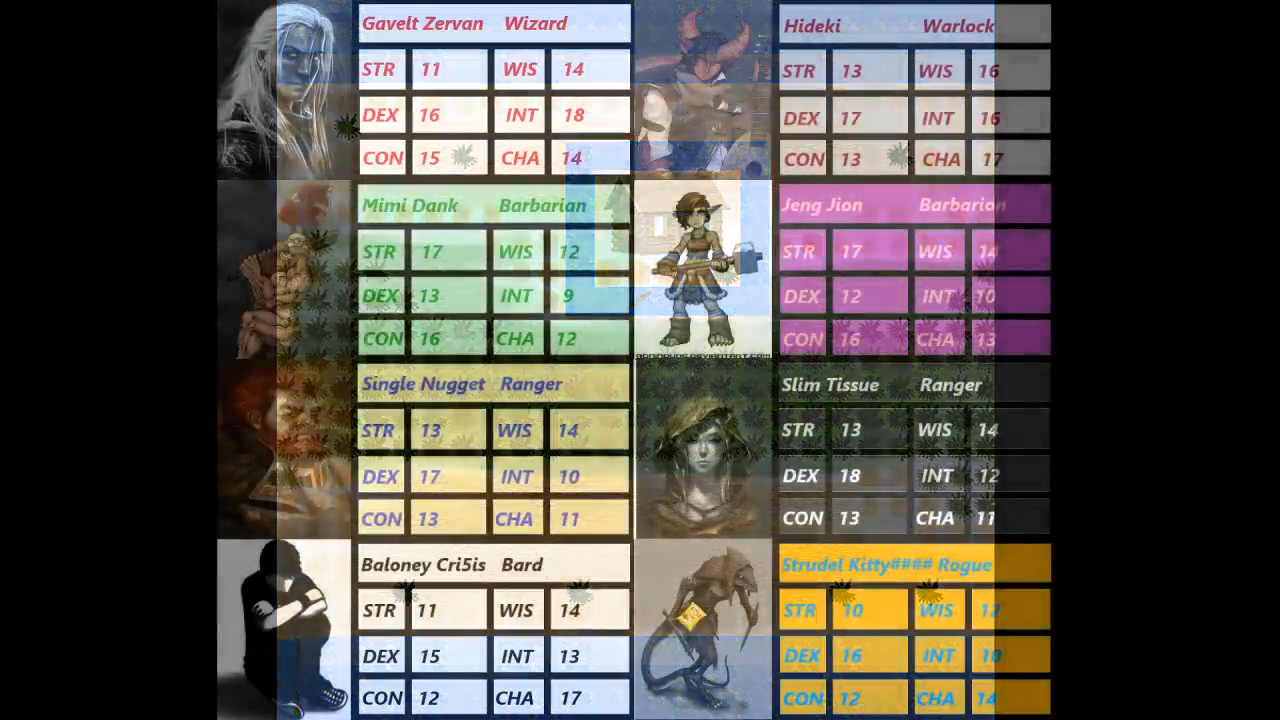 Gavelt Zervan Wizard
STR 11 WIS 14
DEX 16 INT 18
CON 15 CHA 14
Hideki Warlock
STR 13 WIS 16
DEX 17 INT 16
CON 13 CHA 17
Mimi Dank Barbarian
STR 17 WIS 12
DEX 13 INT 9
CON 16 CHA 12
Jeng Jion Barbarion
STR 17 WIS 14
DEX 12 INT 10
CON 16 CHA 13
Single Nugget Ranger
STR 13 WIS 14
DEX 17 INT 10
CON 13 CHA 11
Slim Tissue Ranger
STR 13 WIS 14
DEX 18 INT 12
CON 13 CHA 11
Baloney Cri5is Bard
STR 11 WIS 14
DEX 15 INT 13
CON 12 CHA 17
Strudel Kitty#### Rogue
STR 10 WIS 12
DEX 16 INT 10
CON 12 CHA 14